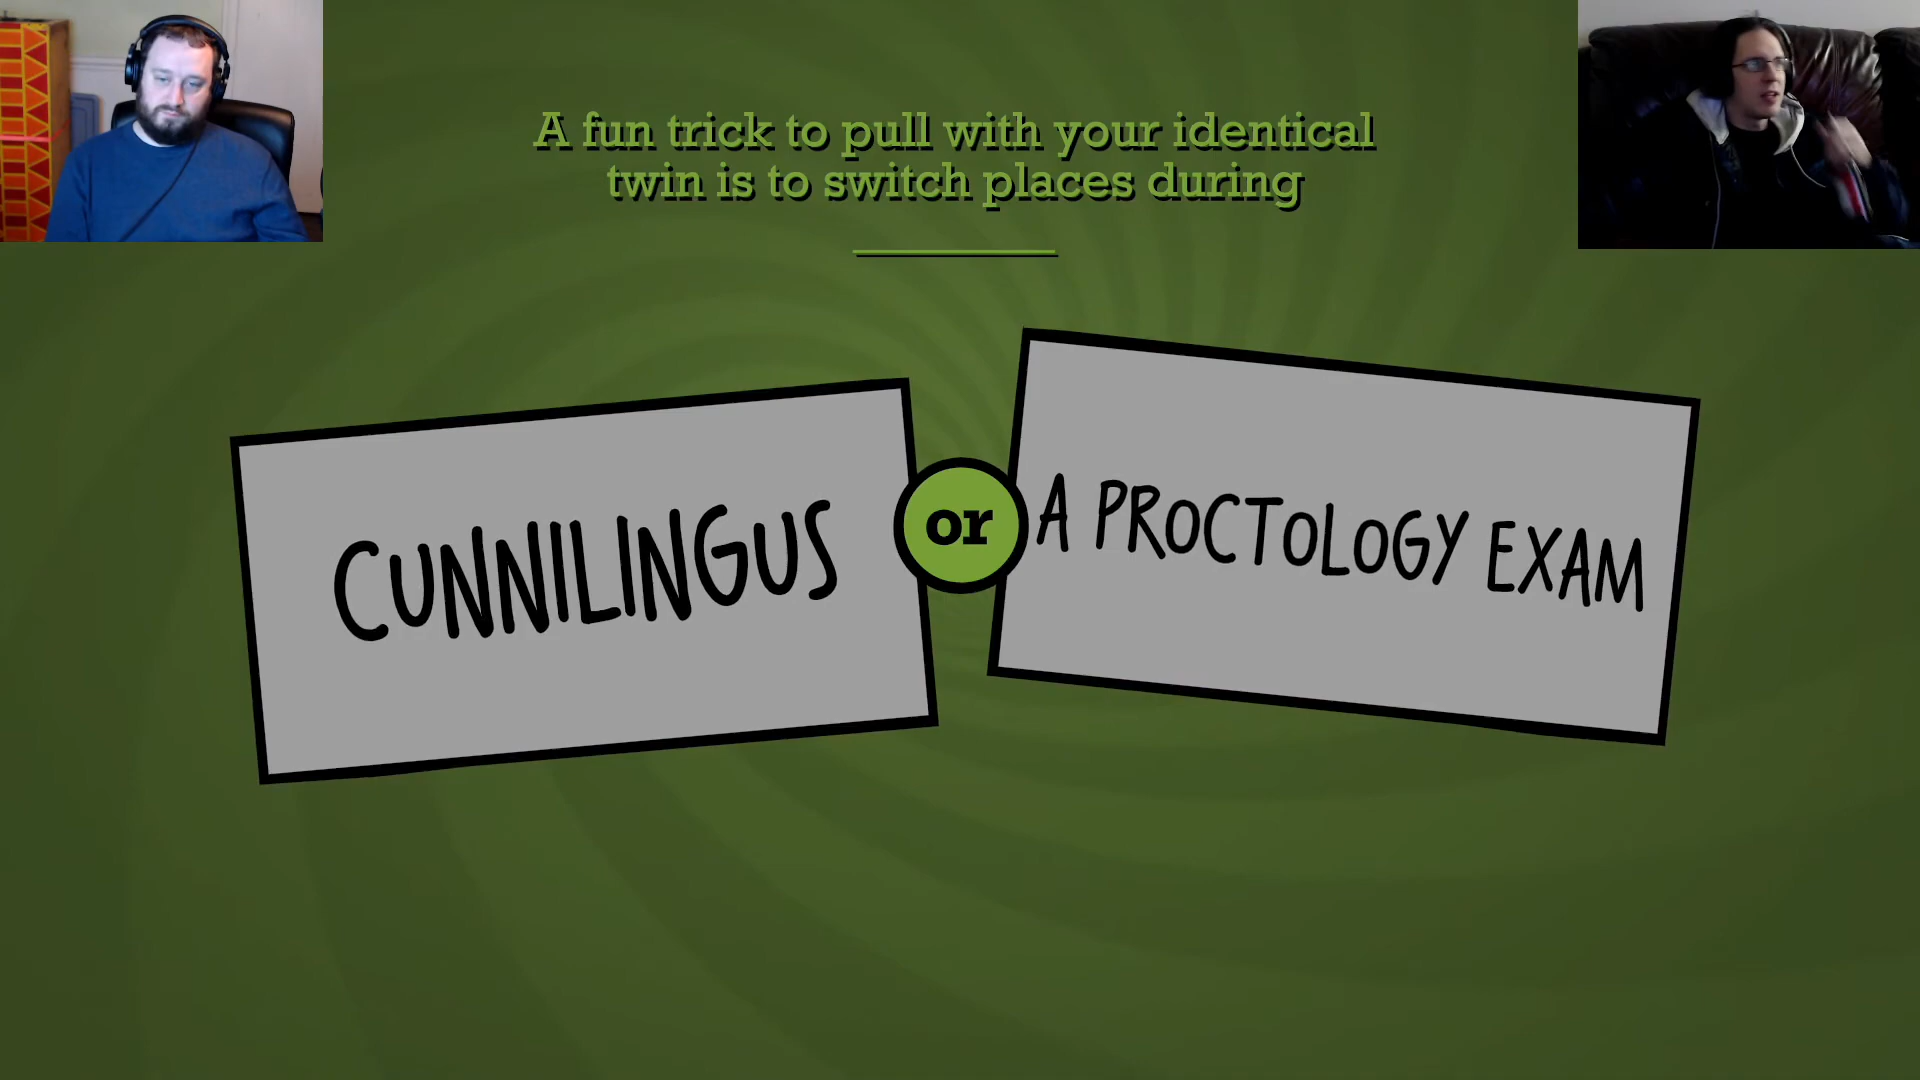 A fun trick to pull with your identical
twin is to switch places during
CUNNILINGUS
or
A PROCTOLOGY EXAM